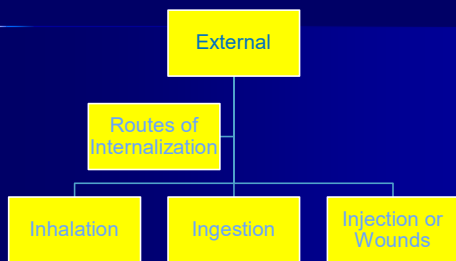 External
Routes of
Internalization
Inhalation
Ingestion
Injection or
Wounds